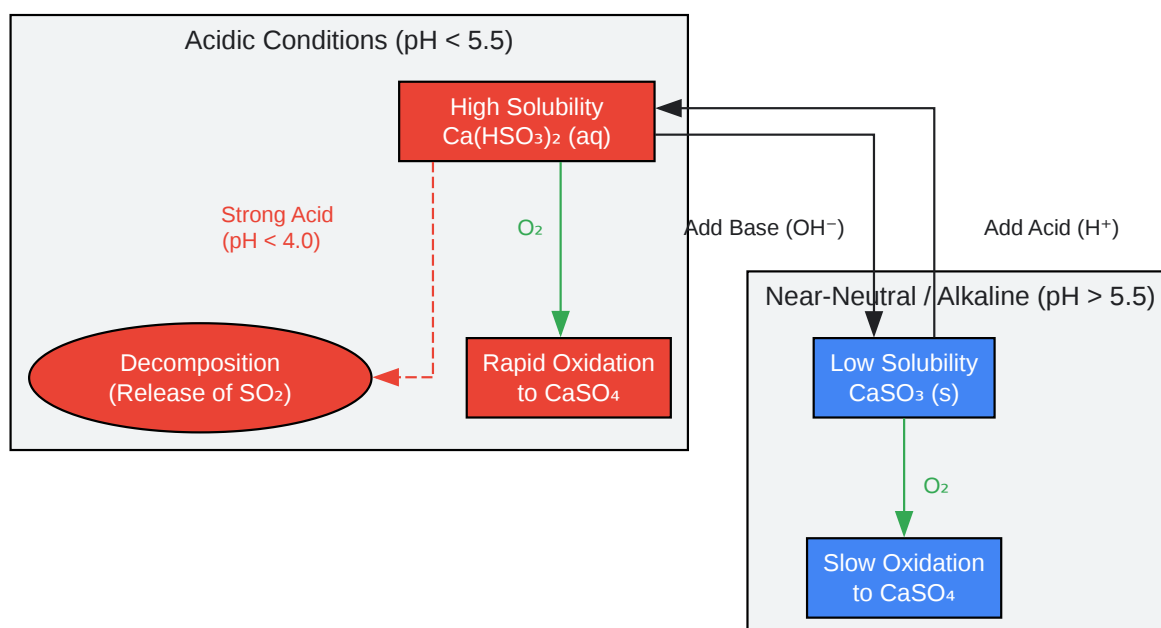 Acidic Conditions (pH < 5.5)
High Solubility
Ca(HSO₃)₂ (aq)
Strong Acid
(pH < 4.0)
O₂
Add Base (OH⁻)
Add Acid (H⁺)
Near-Neutral / Alkaline (pH > 5.5)
Decomposition
(Release of SO₂)
Rapid Oxidation
to CaSO₄
Low Solubility
CaSO₃ (s)
O₂
Slow Oxidation
to CaSO₄